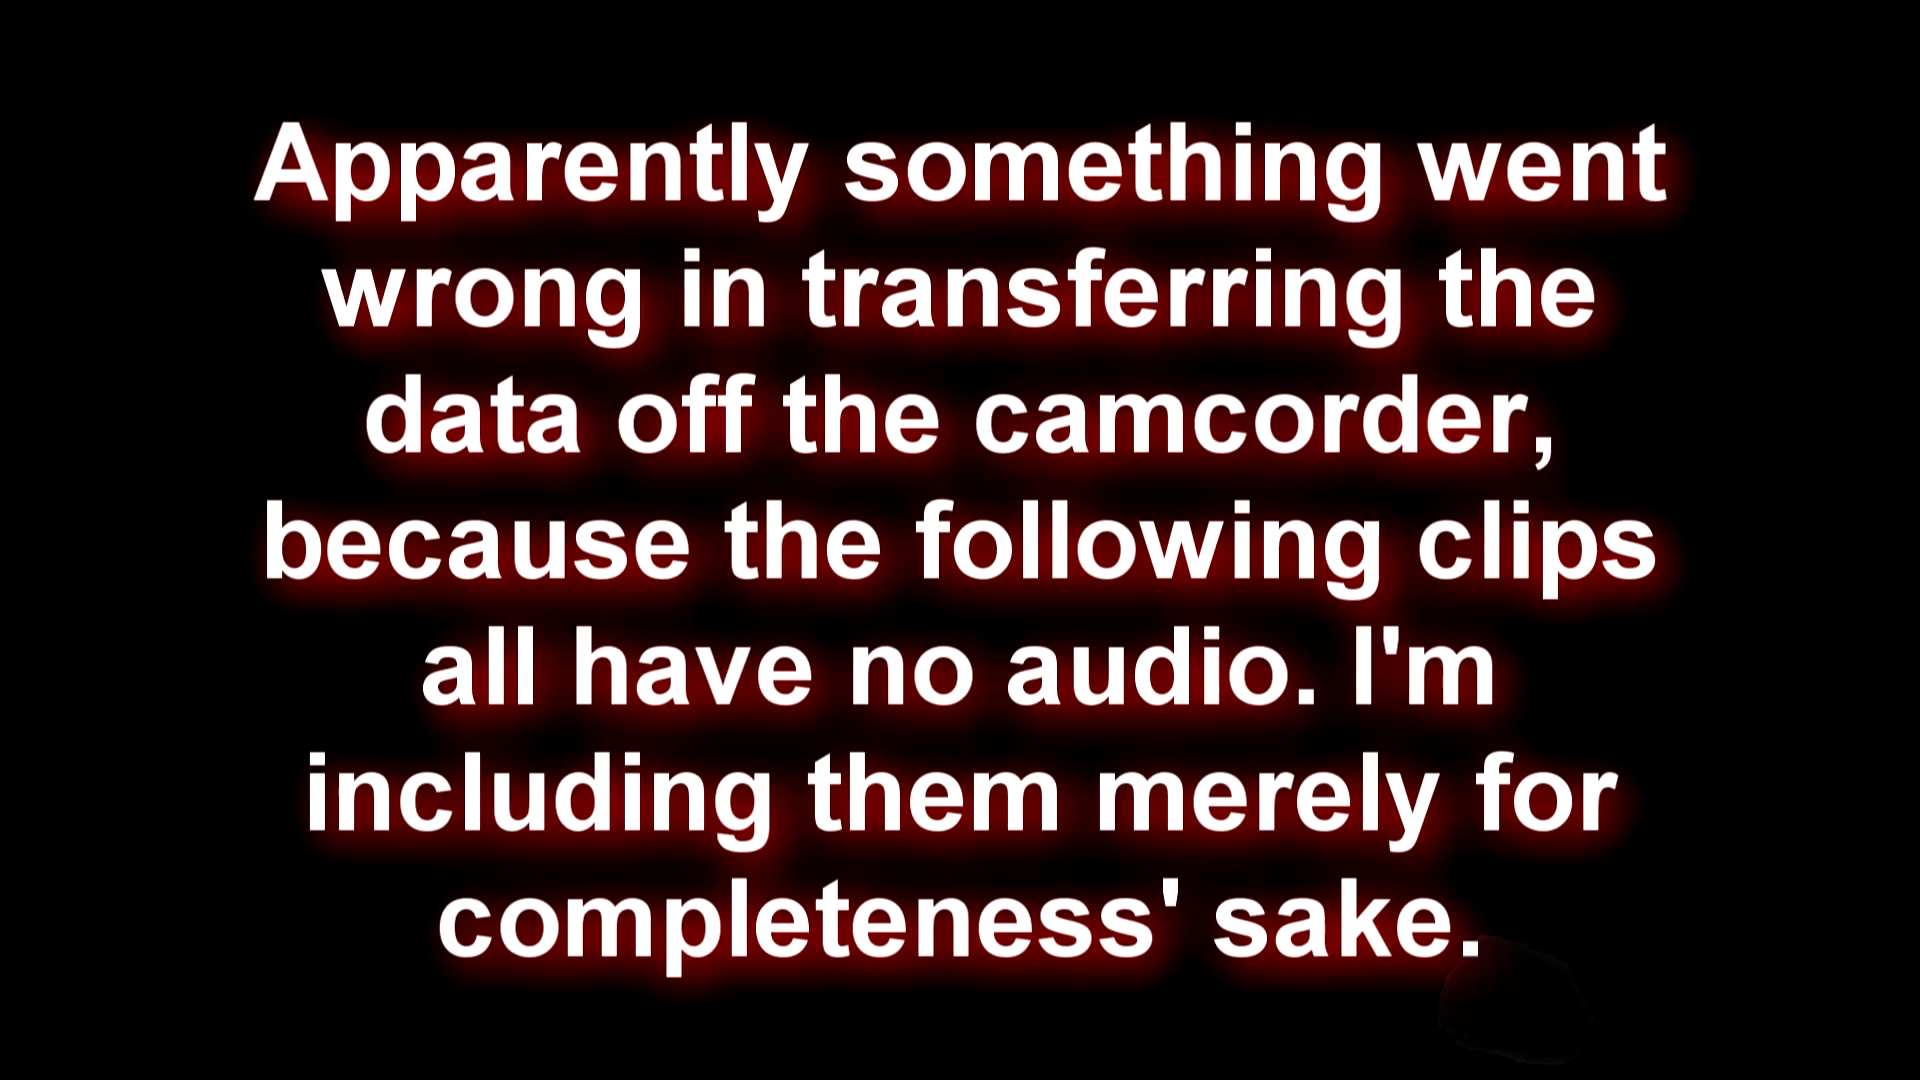 Apparently something went
wrong in transferring the
data off the camcorder,
because the following clips
all have no audio. I'm
including them merely for
completeness' sake.